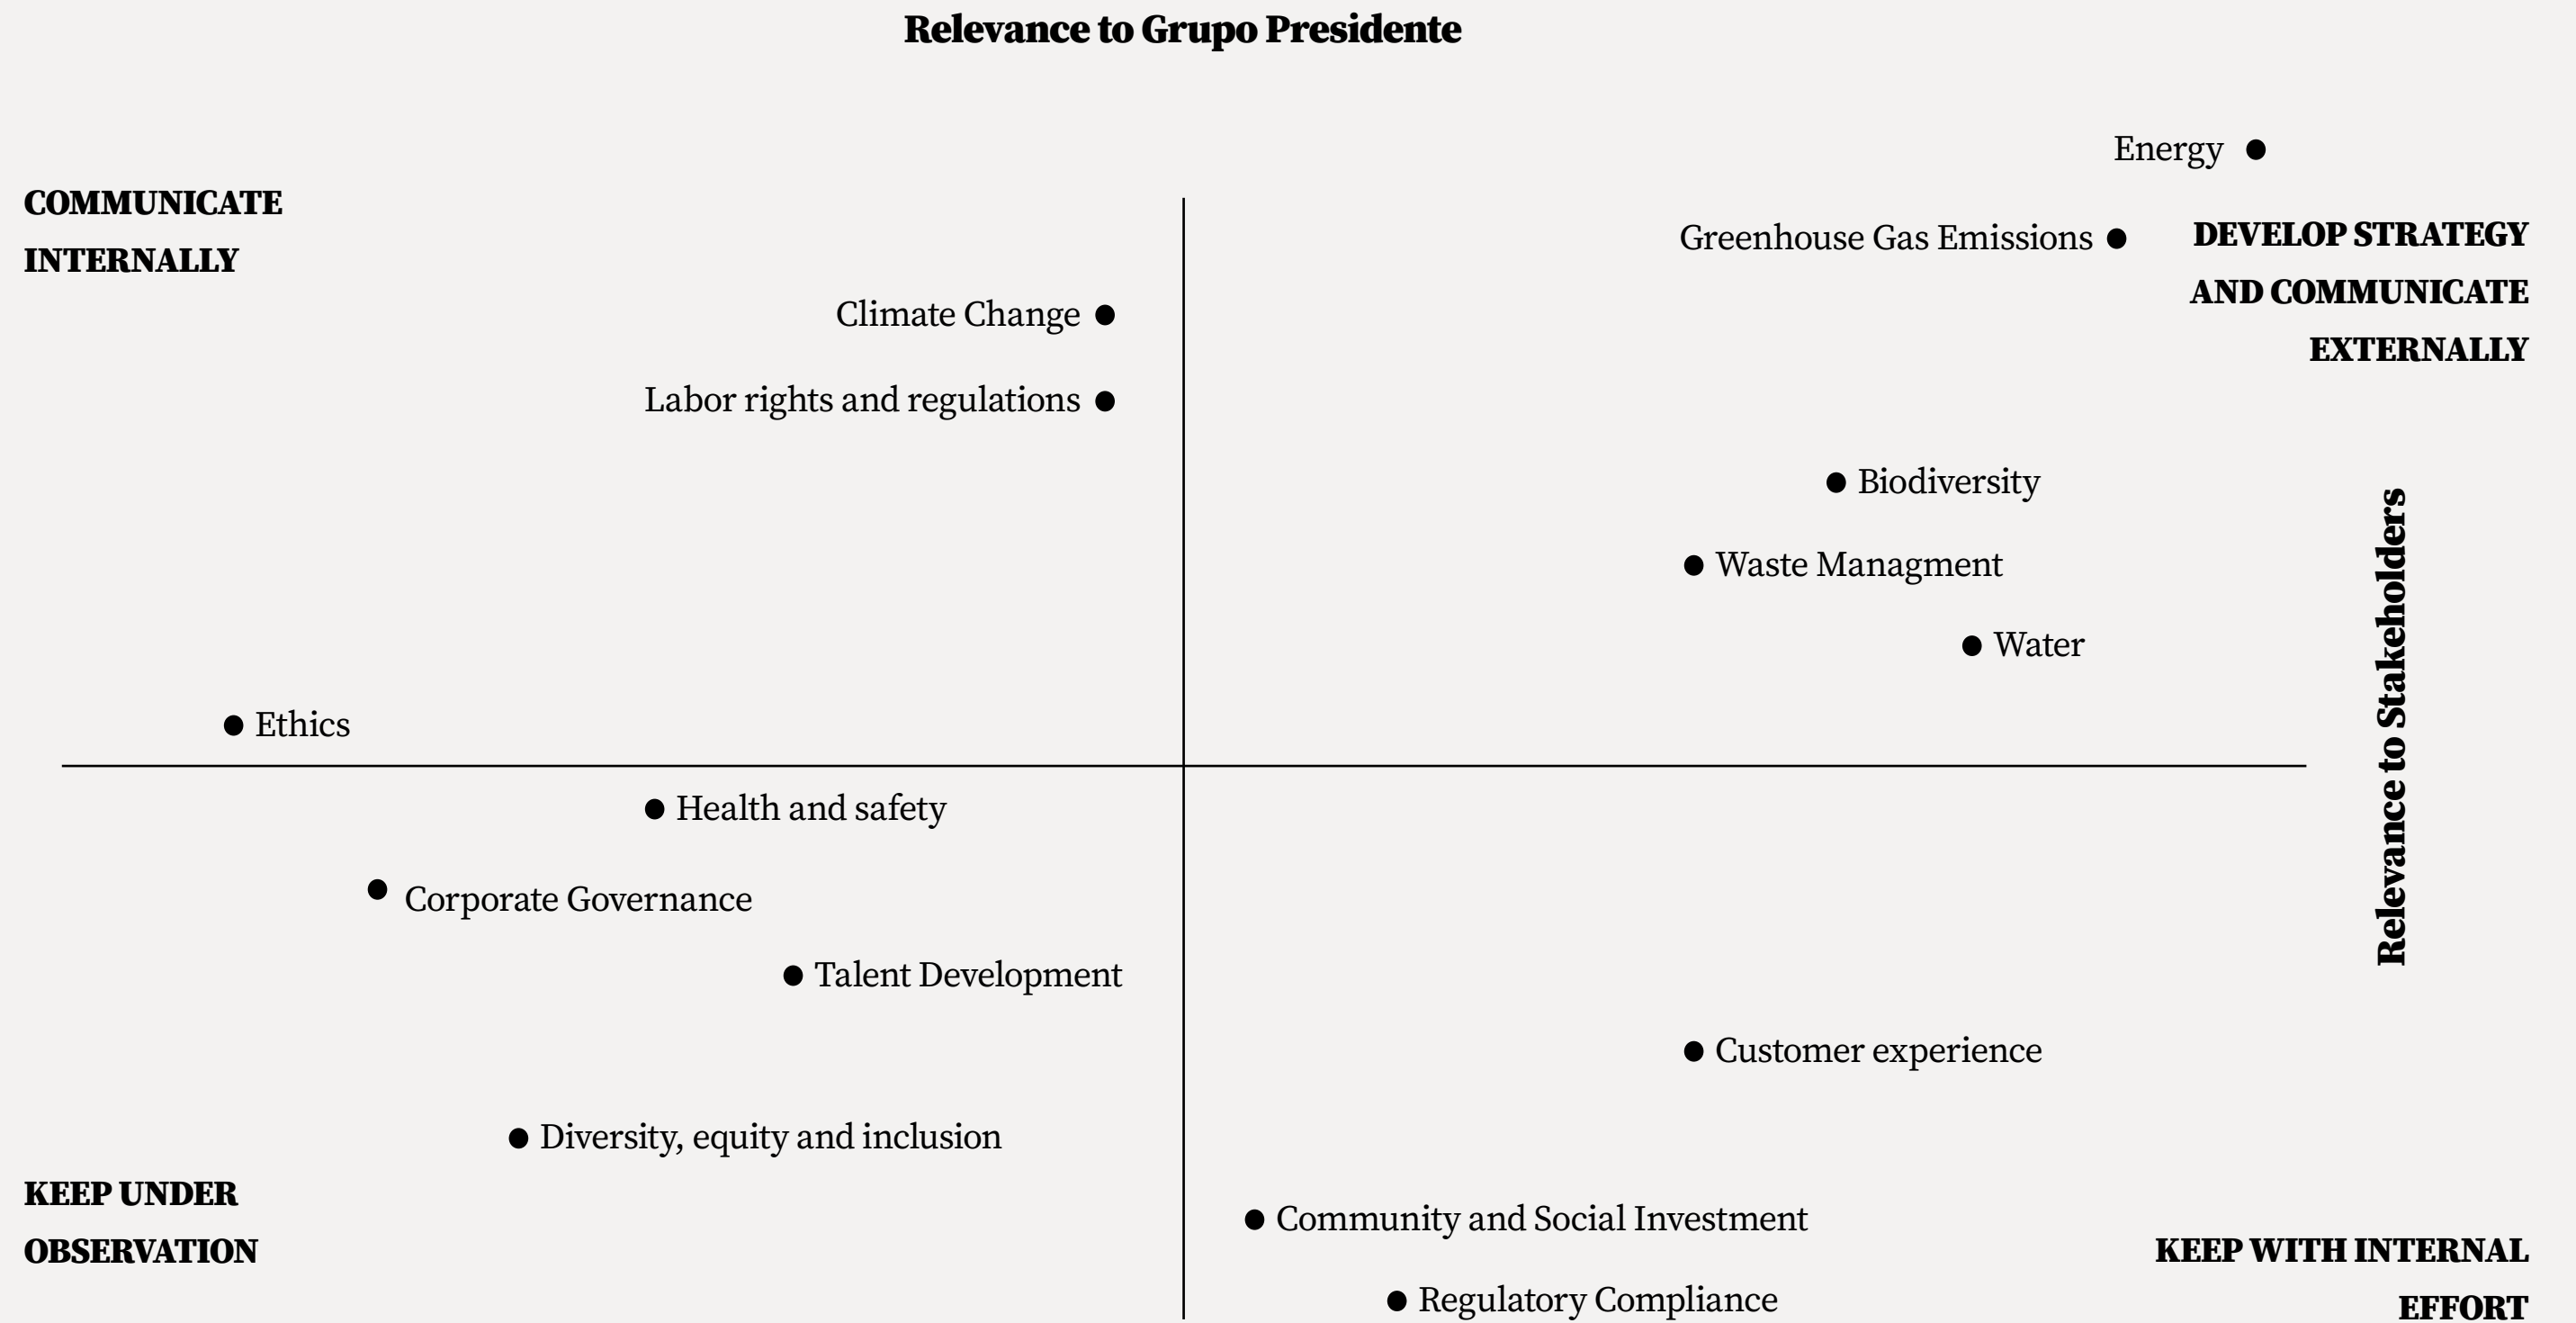 Relevance to Grupo Presidente
Energy
COMMUNICATE
INTERNALLY
Greenhouse Gas Emissions
DEVELOP STRATEGY
AND COMMUNICATE
EXTERNALLY
Climate Change
Labor rights and regulations
Biodiversity
Waste Managment
Water
Relevance to Stakeholders
Ethics
Health and safety
Corporate Governance
Talent Development
Customer experience
Diversity, equity and inclusion
KEEP UNDER
OBSERVATION
Community and Social Investment
Regulatory Compliance
KEEP WITH INTERNAL
EFFORT